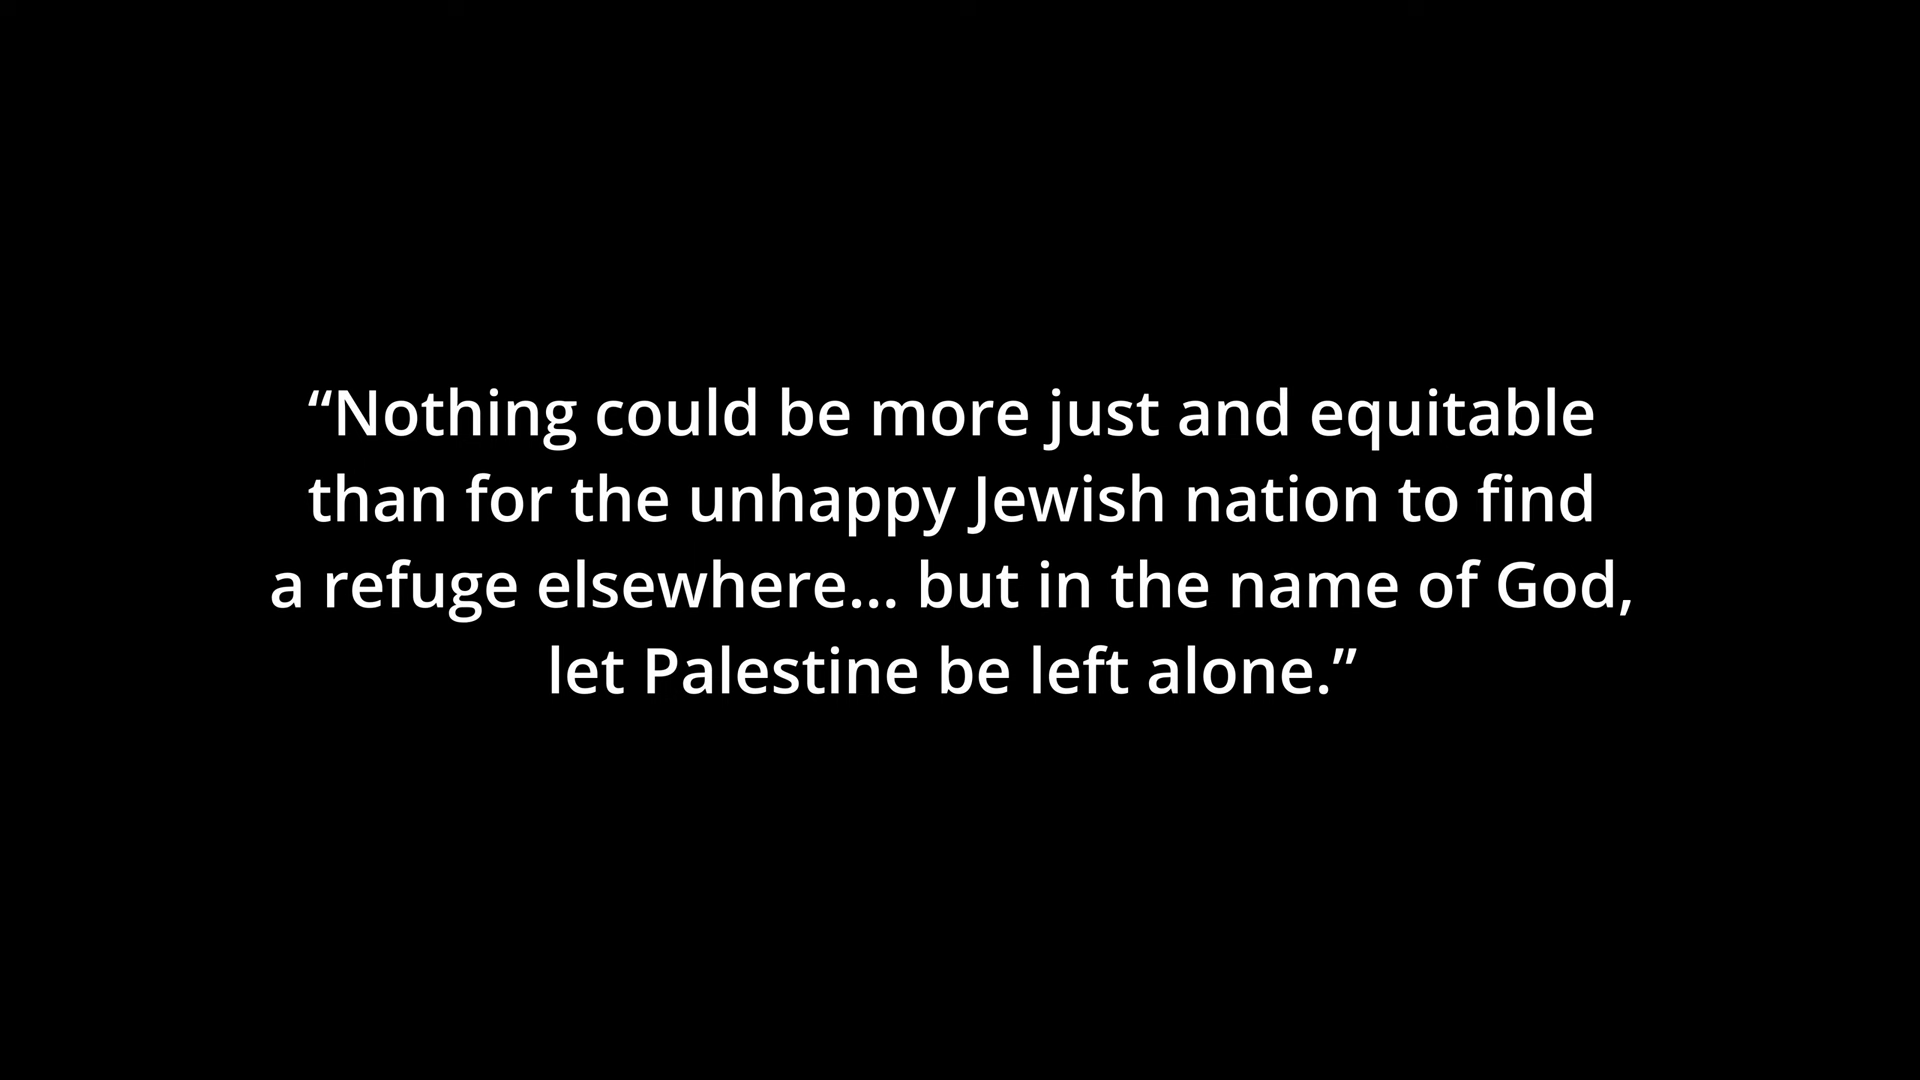 “Nothing could be more just and equitable
than for the unhappy Jewish nation to find
a refuge elsewhere... but in the name of God,
let Palestine be left alone.”